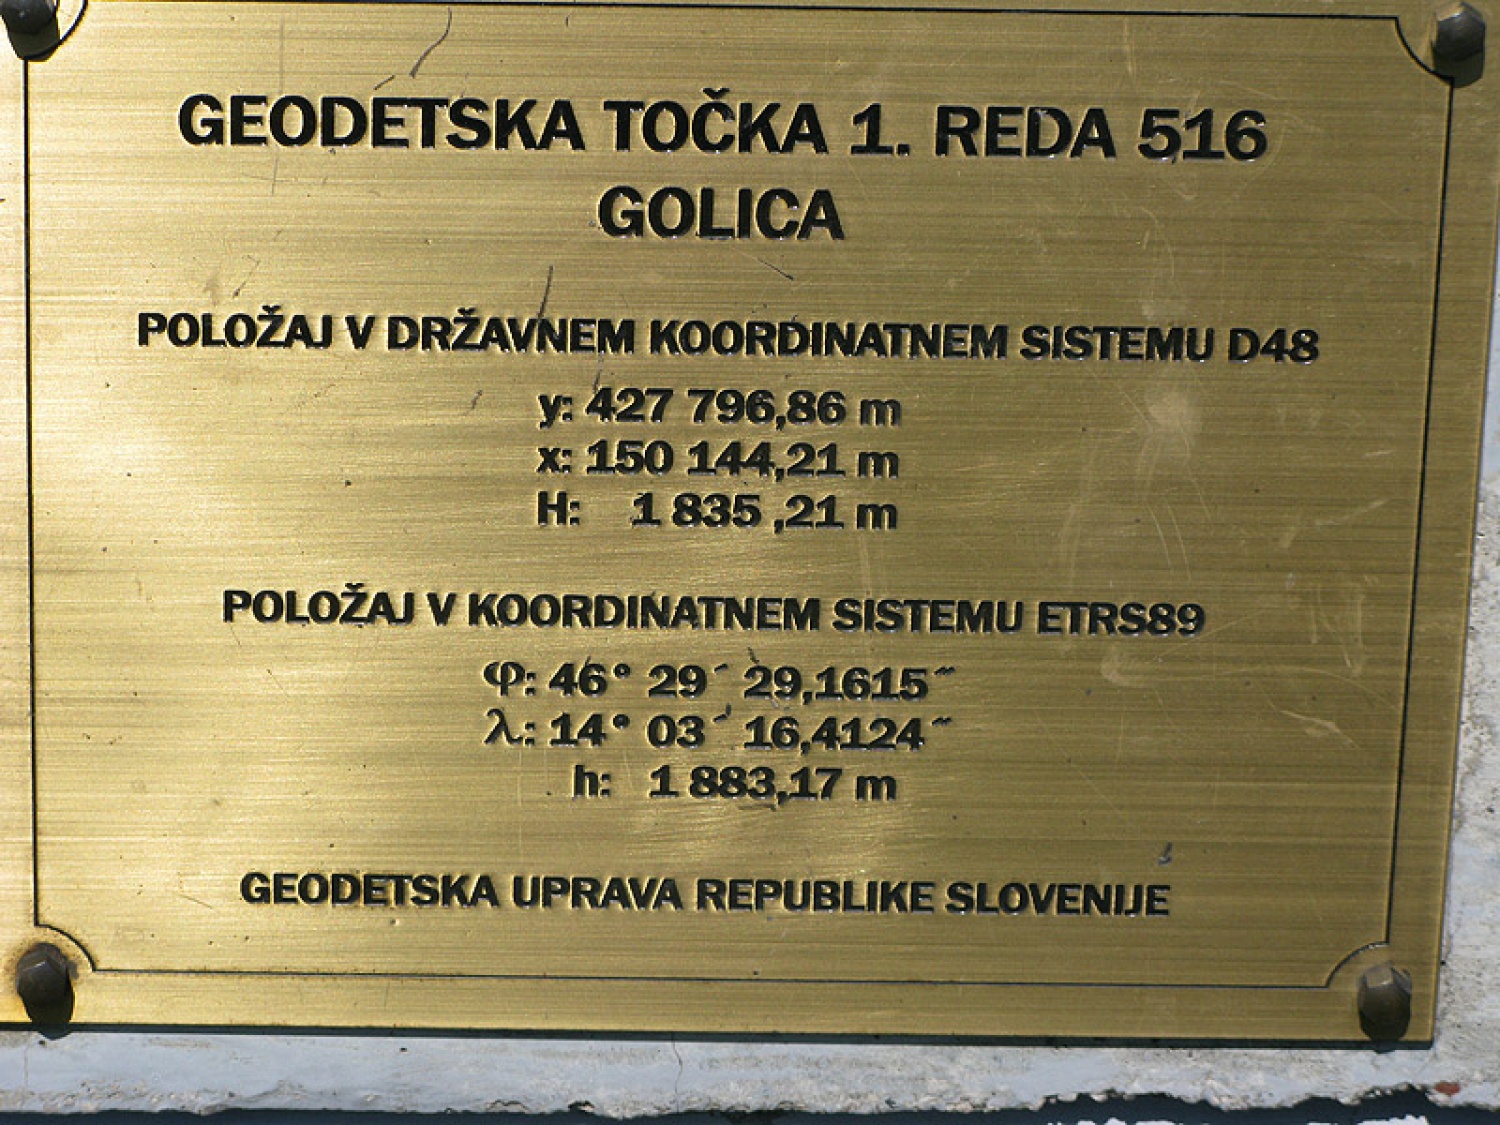 GEODETSKA TOČKA 1. REDA 516
GOLICA
POLOŽAJ V DRŽAVNEM KOORDINATNEM SISTEMU D48
y: 427 796,86 m
x: 150 144,21 m
H: 1 835 ,21 m
POLOŽAJ V KOORDINATNEM SISTEMU ETRS89
φ: 46° 29´ 29,1615˝
λ: 14° 03´ 16,4124˝
h: 1 883,17 m
GEODETSKA UPRAVA REPUBLIKE SLOVENIJE